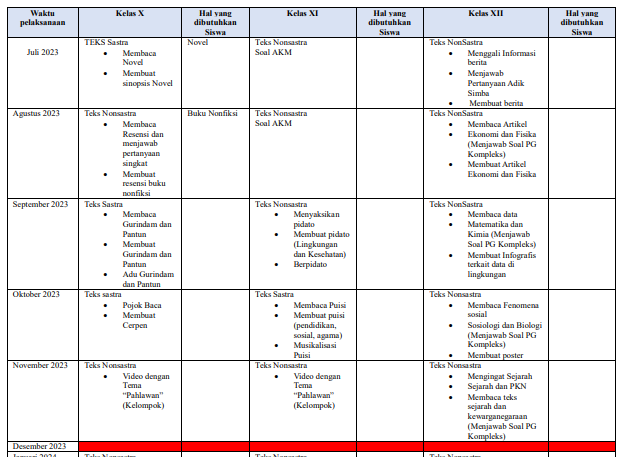 Waktu pelaksanaan
Kelas X
Hal yang dibutuhkan Siswa
Kelas XI
Hal yang dibutuhkan Siswa
Kelas XII
Hal yang dibutuhkan Siswa
Juli 2023
TEKS Sastra
• Membaca
Novel
• Membuat
sinopsis Novel
Novel
Teks Nonsastra
Soal AKM
Teks NonSastra
• Menggali Informasi
berita
• Menjawab
Pertanyaan Adik
Simba
• Membuat berita
Agustus 2023
Teks Nonsastra
• Membaca
Resensi dan
menjawab
pertanyaan
singkat
• Membuat
resensi buku
nonfiksi
Buku Nonfiksi
Teks Nonsastra
Soal AKM
Teks NonSastra
• Membaca Artikel
• Ekonomi dan Fisika
(Menjawab Soal PG
Kompleks)
• Membuat Artikel
Ekonomi dan Fisika
September 2023
Teks Sastra
• Membaca
Gurindam dan
Pantun
• Membuat
Gurindam dan
Pantun
• Adu Gurindam
dan Pantun
Teks Nonsastra
• Menyaksikan
pidato
• Membuat pidato
(Lingkungan
dan Kesehatan)
• Berpidato
Teks NonSastra
• Membaca data
• Matematika dan
Kimia (Menjawab
Soal PG Kompleks)
• Membuat Infografis
terkait data di
lingkungan
Oktober 2023
Teks sastra
• Pojok Baca
• Membuat
Cerpen
Teks Sastra
• Membaca Puisi
• Membuat puisi
(pendidikan,
sosial, agama)
• Musikalisasi
Puisi
Teks Nonsastra
• Membaca Fenomena
sosial
• Sosiologi dan Biologi
(Menjawab Soal PG
Kompleks)
• Membuat poster
November 2023
Teks Nonsastra
• Video dengan
Tema
“Pahlawan”
(Kelompok)
Teks Nonsastra
• Video dengan
Tema
“Pahlawan”
(Kelompok)
Teks Nonsastra
• Mengingat Sejarah
• Sejarah dan PKN
• Membaca teks
sejarah dan
kewarganegaraan
(Menjawab Soal PG
Kompleks)
Desember 2023